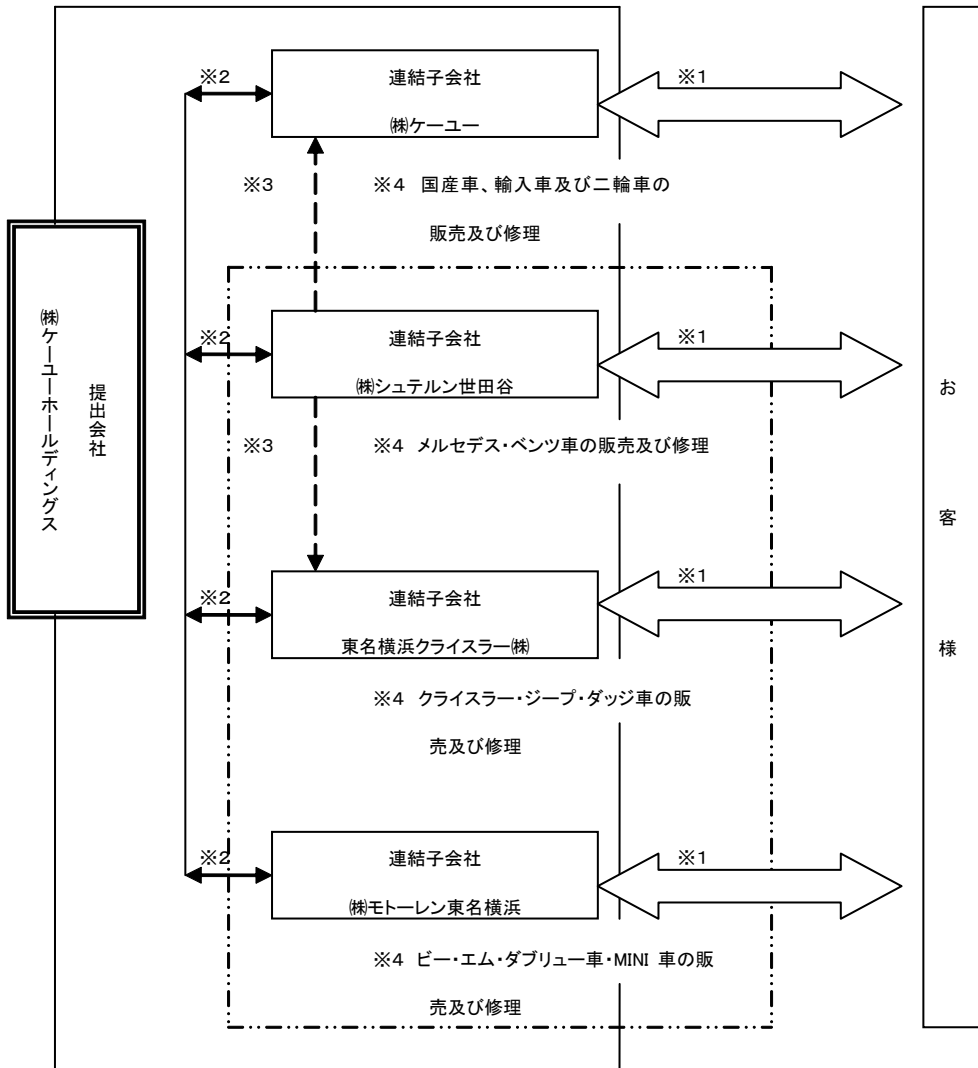 提出会社
㈱ケーユーホールディングス
※2
連結子会社
㈱ケーユー
※1
※3
※4 国産車、輸入車及び二輪車の
販売及び修理
※2
連結子会社
㈱シュテルン世田谷
※1
※3
※4 メルセデス・ベンツ車の販売及び修理
※2
連結子会社
東名横浜クライスラー㈱
※1
※4 クライスラー・ジープ・ダッジ車の販
売及び修理
※2
連結子会社
㈱モトーレン東名横浜
※1
※4 ビー・エム・ダブリュー車・MINI 車の販
売及び修理
お客様